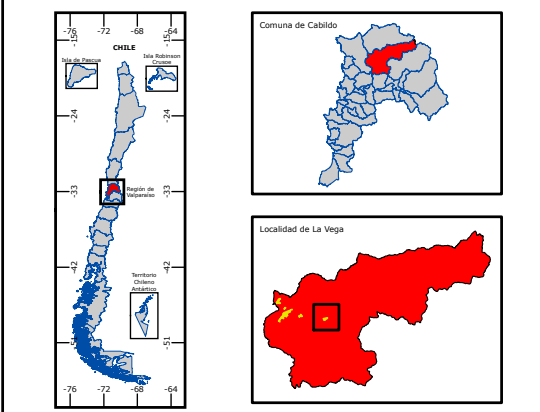 -76 -72 -68 -64
-15 -15
CHILE
Isla de Pascua
Isla Robinson
Crusoe
-24 -24
-33 -33
Región de
Valparaíso
-42 -42
Territorio
Chileno
Antártico
-51 -51
-76 -72 -68 -64
Comuna de Cabildo
Localidad de La Vega